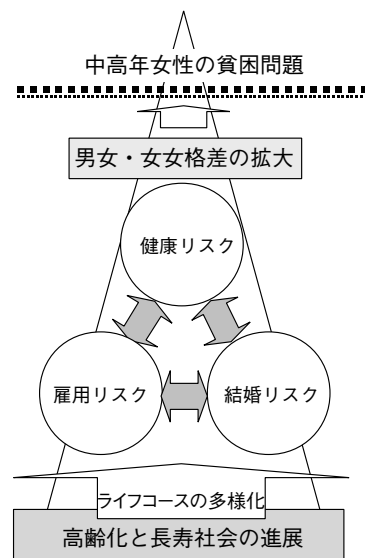 中高年女性の貧困問題
男女・女女格差の拡大
健康リスク
雇用リスク
結婚リスク
ライフコースの多様化
高齢化と長寿社会の進展